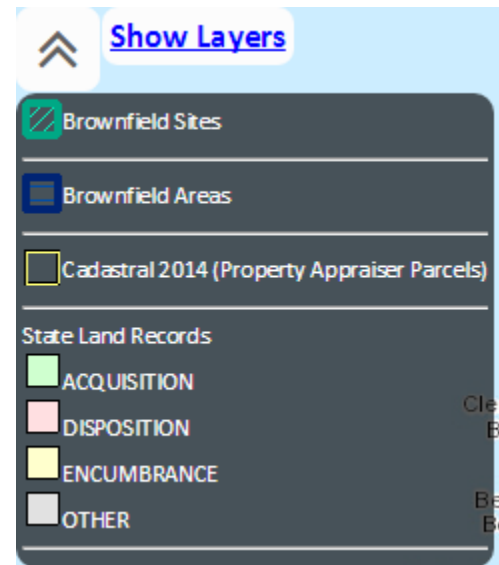 Show Layers
Brownfield Sites
Brownfield Areas
Cadastral 2014 (Property Appraiser Parcels)
State Land Records
ACQUISITION
DISPOSITION
ENCUMBRANCE
OTHER